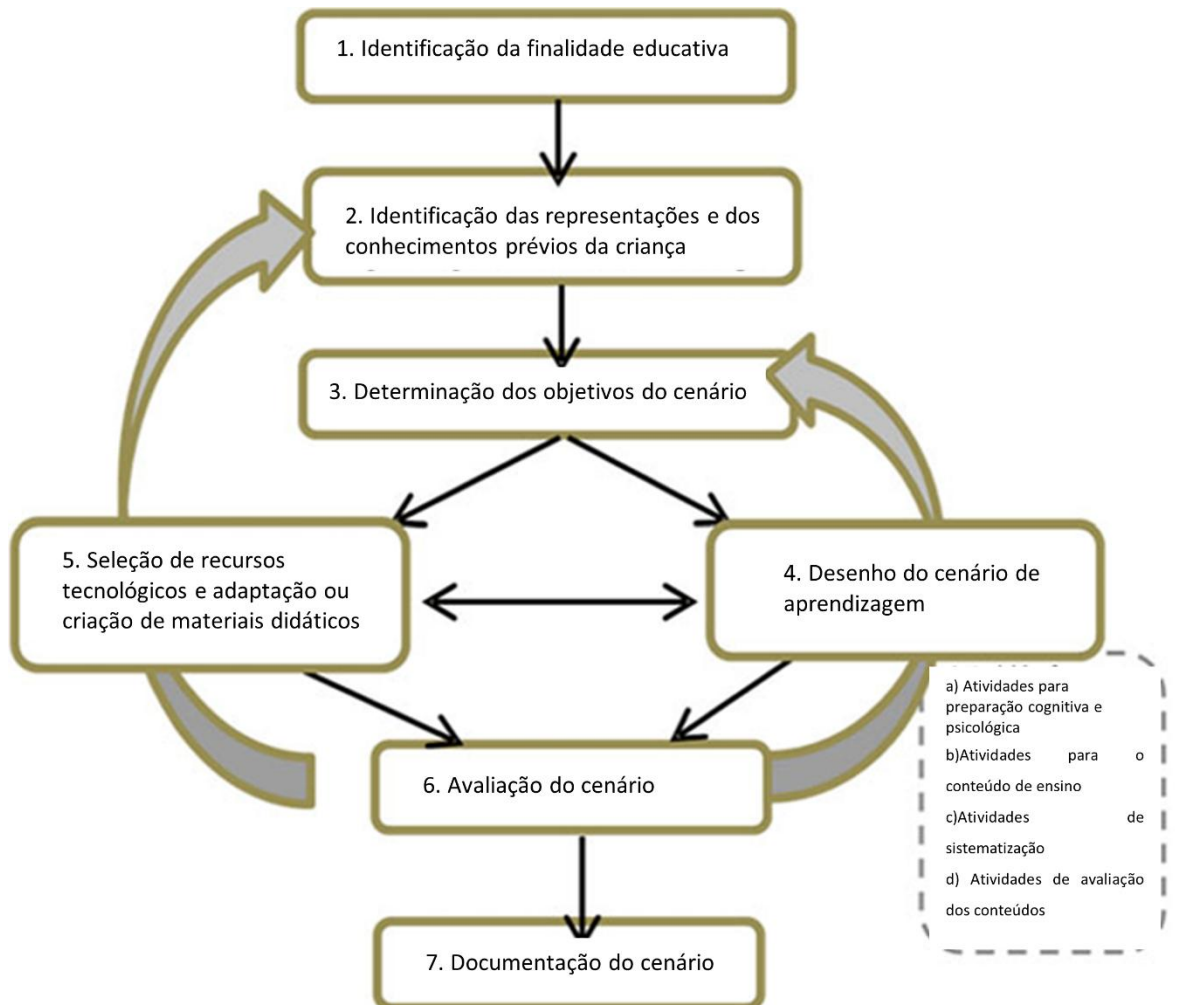 1. Identificação da finalidade educativa
2. Identificação das representações e dos
conhecimentos prévios da criança
3. Determinação dos objetivos do cenário
5. Seleção de recursos
tecnológicos e adaptação ou
criação de materiais didáticos
4. Desenho do cenário de
aprendizagem
a) Atividades para
preparação cognitiva e
psicológica
b)Atividades para o
conteúdo de ensino
c)Atividades de
sistematização
d) Atividades de avaliação
dos conteúdos
6. Avaliação do cenário
7. Documentação do cenário